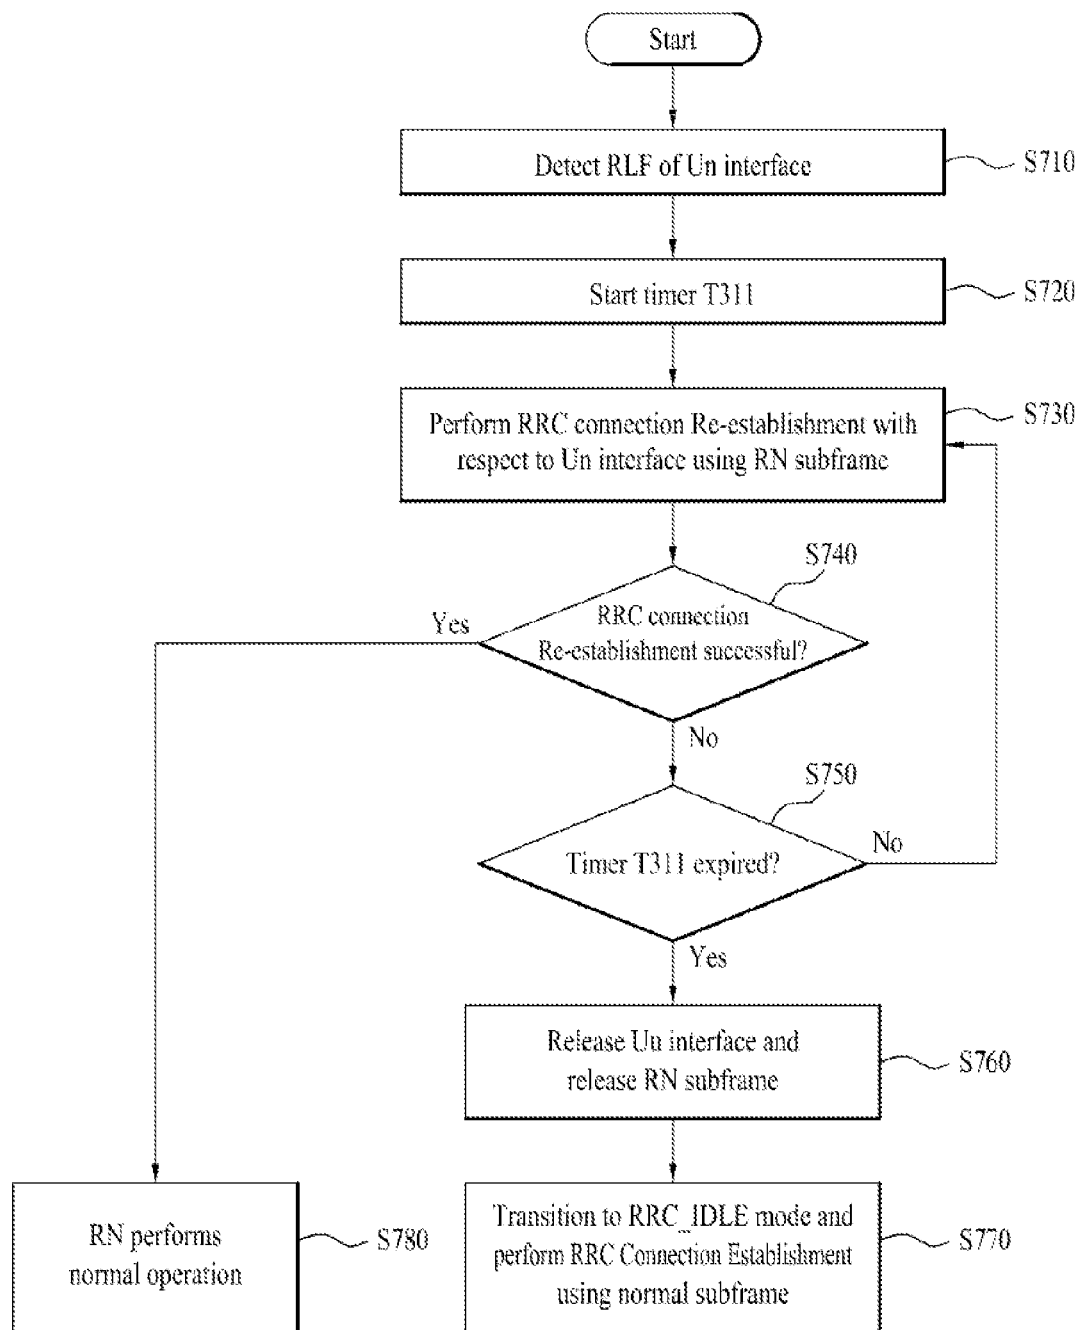 Start
Detect RLF of Un interface
S710
Start timer T311
S720
Perform RRC connection Re-establishment with
respect to Un interface using RN subframe
S730
S740
RRC connection
Re-establishment successful?
Yes
No
S750
Timer T311 expired?
No
Yes
Release Uu interface and
release RN subframe
S760
RN performs
normal operation
S780
Transition to RRC_IDLE mode and
perform RRC Connection Establishment
using normal subframe
S770